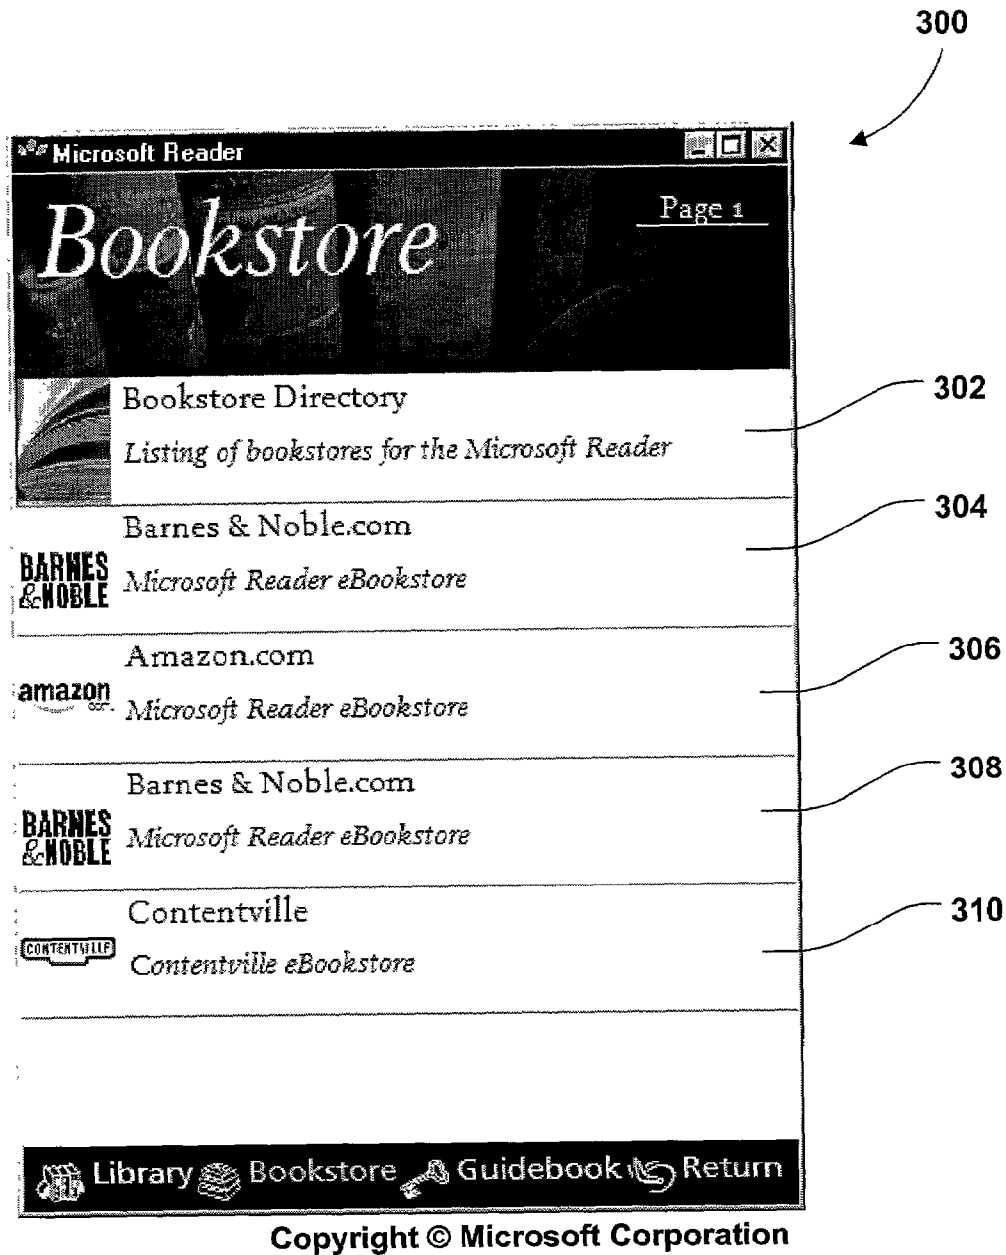 300
Microsoft Reader
Bookstore
Page 1
Bookstore Directory
302
Listing of bookstores for the Microsoft Reader
Barnes & Noble.com
304
BARNES
&NOBLE
Microsoft Reader eBookstore
Amazon.com
306
amazon
.com.
Microsoft Reader eBookstore
Barnes & Noble.com
308
BARNES
&NOBLE
Microsoft Reader eBookstore
Contentville
310
CONTENTVILLE
Contentville eBookstore
Library Bookstore Guidebook Return
Copyright © Microsoft Corporation